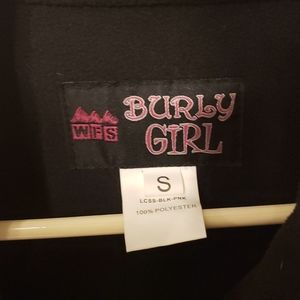 BURLY
GIRL
WFS
S
LCSS-BLK-PNK
100% POLYESTER